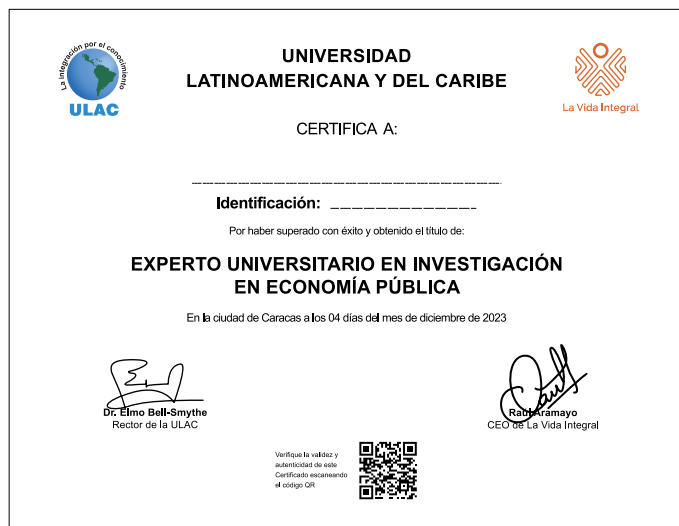 La integración por el conocimiento
ULAC
UNIVERSIDAD
LATINOAMERICANA Y DEL CARIBE
La Vida Integral
CERTIFICA A:
Identificación:
Por haber superado con éxito y obtenido el título de:
EXPERTO UNIVERSITARIO EN INVESTIGACIÓN
EN ECONOMÍA PÚBLICA
En la ciudad de Caracas a los 04 días del mes de diciembre de 2023
Dr. Elmo Bell-Smythe
Rector de la ULAC
Raúl Aramayo
CEO de La Vida Integral
Verifique la validez y
autenticidad de este
Certificado escaneando
el código QR